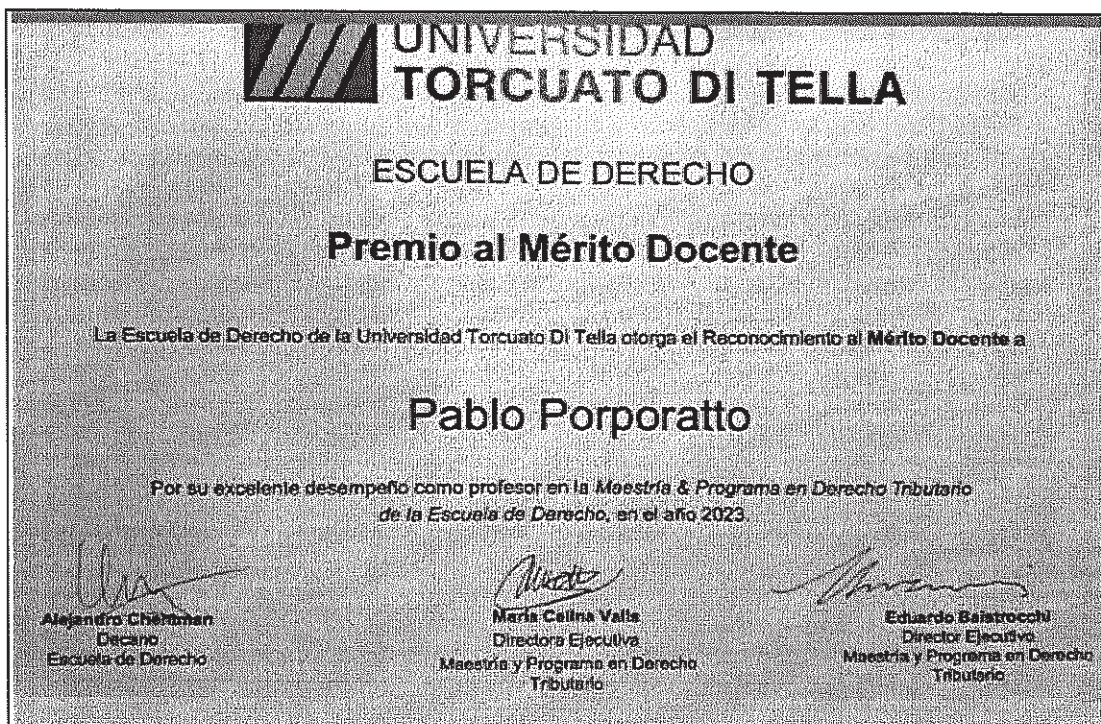 UNIVERSIDAD
TORCUATO DI TELLA
ESCUELA DE DERECHO
Premio al Mérito Docente
La Escuela de Derecho de la Universidad Torcuato Di Tella otorga el Reconocimiento al Mérito Docente a
Pablo Porporatto
Por su excelente desempeño como profesor en la Maestría & Programa en Derecho Tributario
de la Escuela de Derecho, en el año 2023.
Alejandro Chehtman
Decano
Escuela de Derecho
María Celina Valls
Directora Ejecutiva
Maestría y Programa en Derecho
Tributario
Eduardo Baistrocchi
Director Ejecutivo
Maestría y Programa en Derecho
Tributario